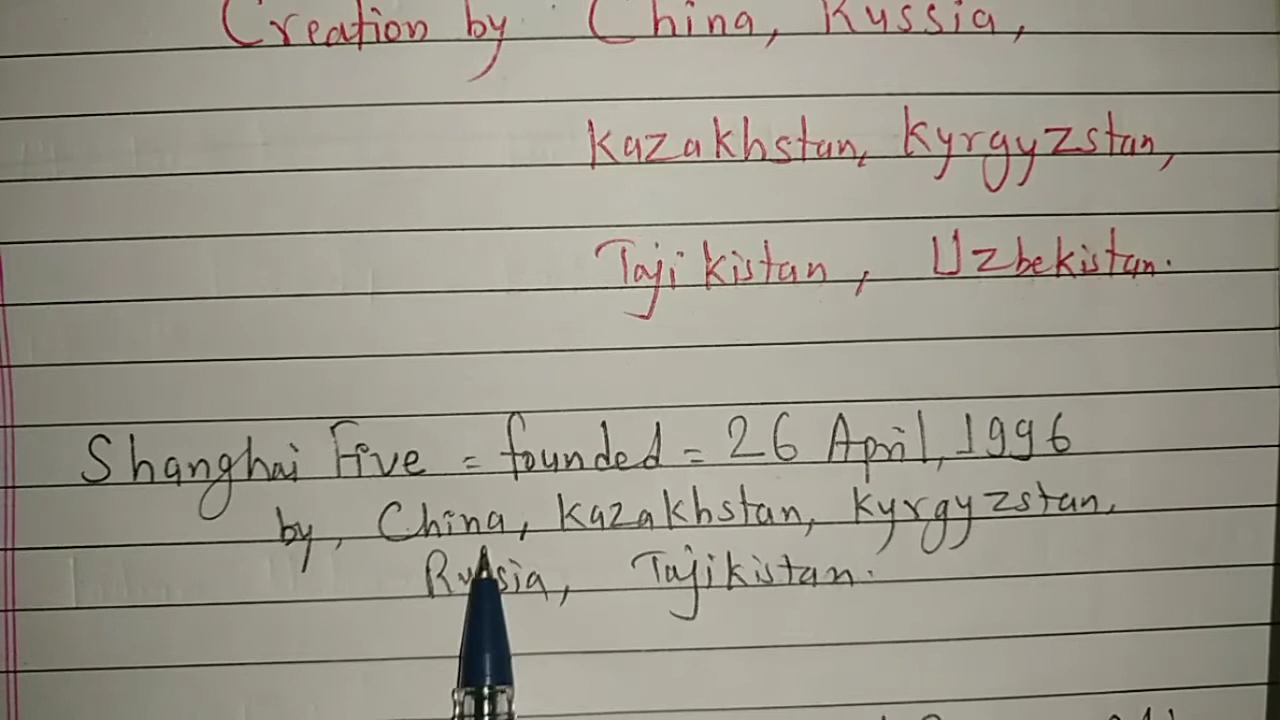 Creation by China, Russia,
Kazakhstan, Kyrgyzstan,
Tajikistan, Uzbekistan.
Shanghai Five = founded = 26 April, 1996
by, China, Kazakhstan, Kyrgyzstan,
Russia, Tajikistan.